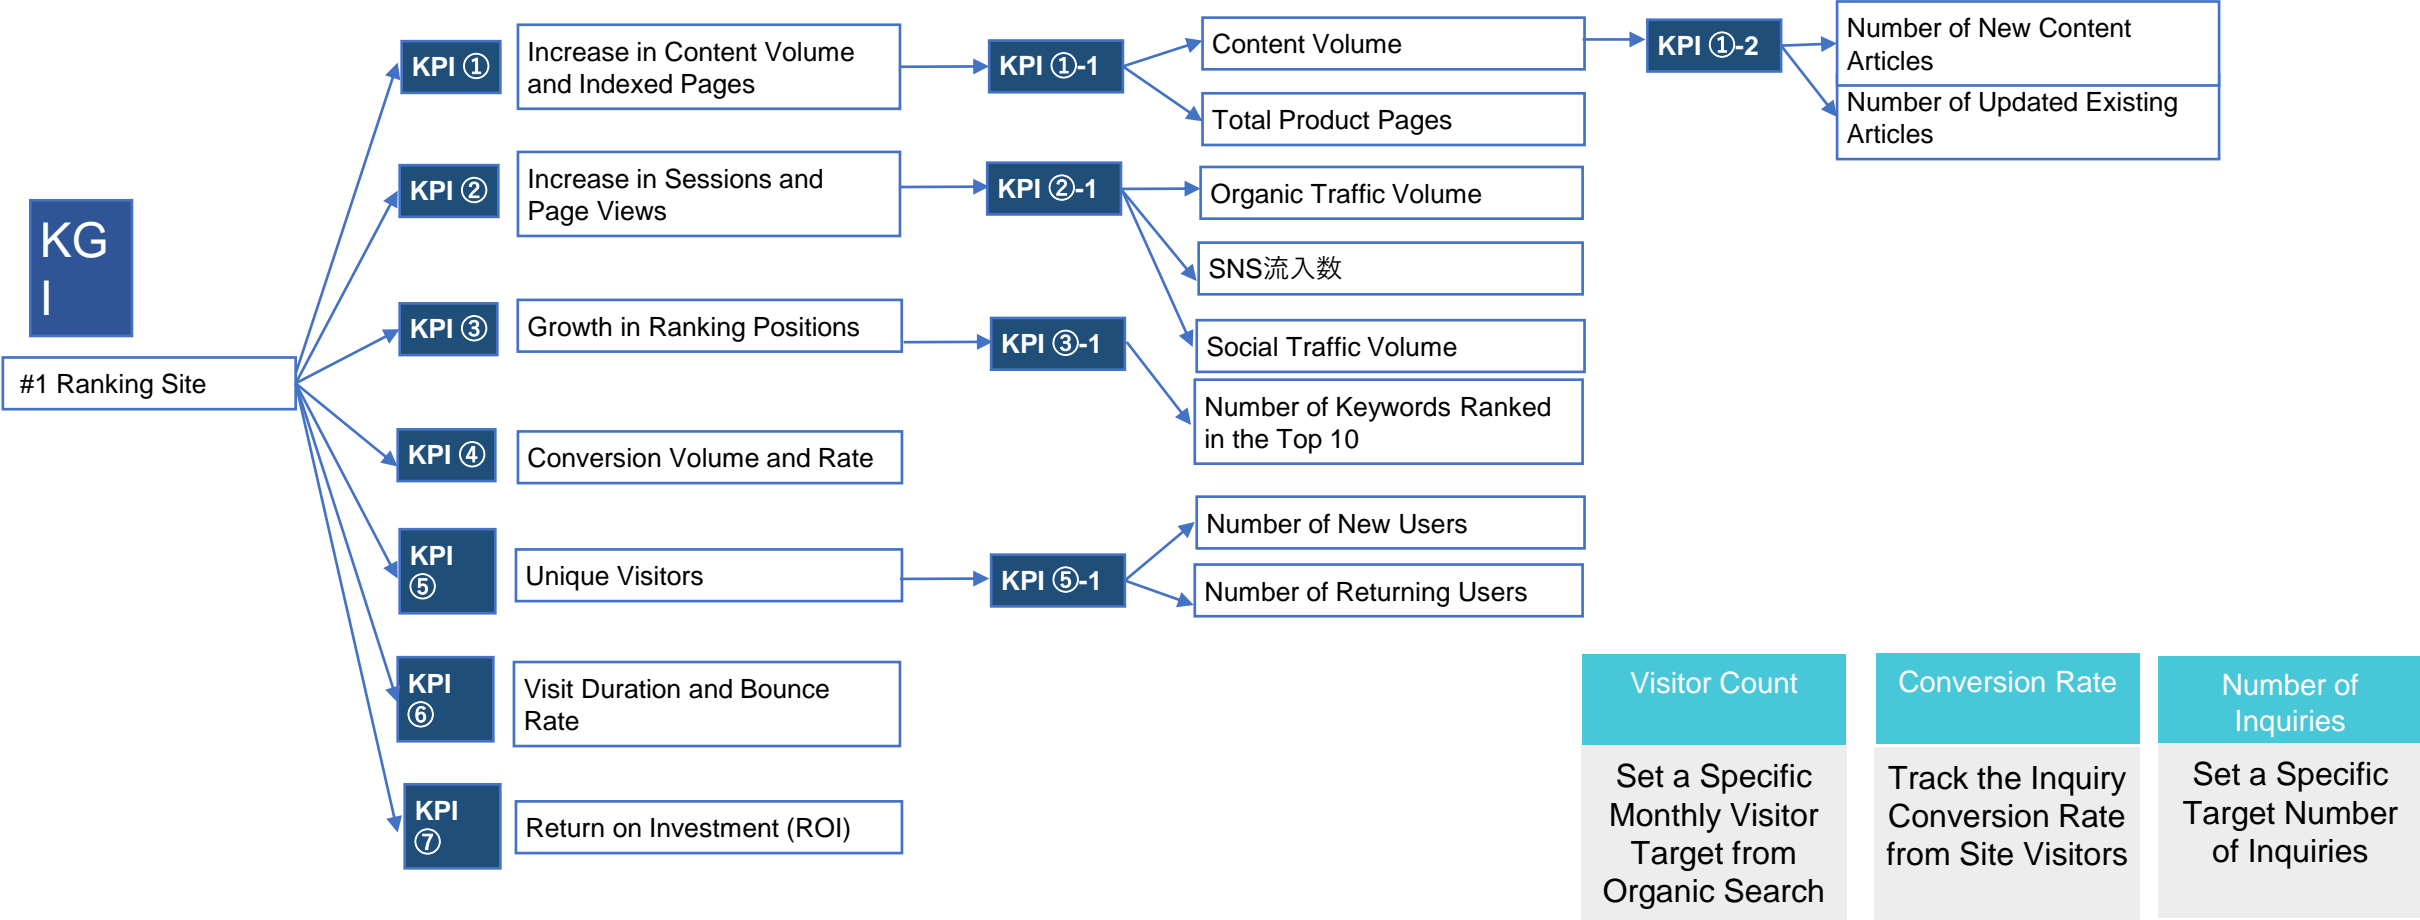 KG
I
#1 Ranking Site
KPI ①
Increase in Content Volume
and Indexed Pages
KPI ①-1
Content Volume
Total Product Pages
KPI ①-2
Number of New Content
Articles
Number of Updated Existing
Articles
KPI ②
Increase in Sessions and
Page Views
KPI ②-1
Organic Traffic Volume
SNS流入数
Social Traffic Volume
KPI ③
Growth in Ranking Positions
KPI ③-1
Number of Keywords Ranked
in the Top 10
KPI ④
Conversion Volume and Rate
KPI
⑤
Unique Visitors
KPI ⑤-1
Number of New Users
Number of Returning Users
KPI
⑥
Visit Duration and Bounce
Rate
KPI
⑦
Return on Investment (ROI)
Visitor Count
Set a Specific
Monthly Visitor
Target from
Organic Search
Conversion Rate
Track the Inquiry
Conversion Rate
from Site Visitors
Number of
Inquiries
Set a Specific
Target Number
of Inquiries